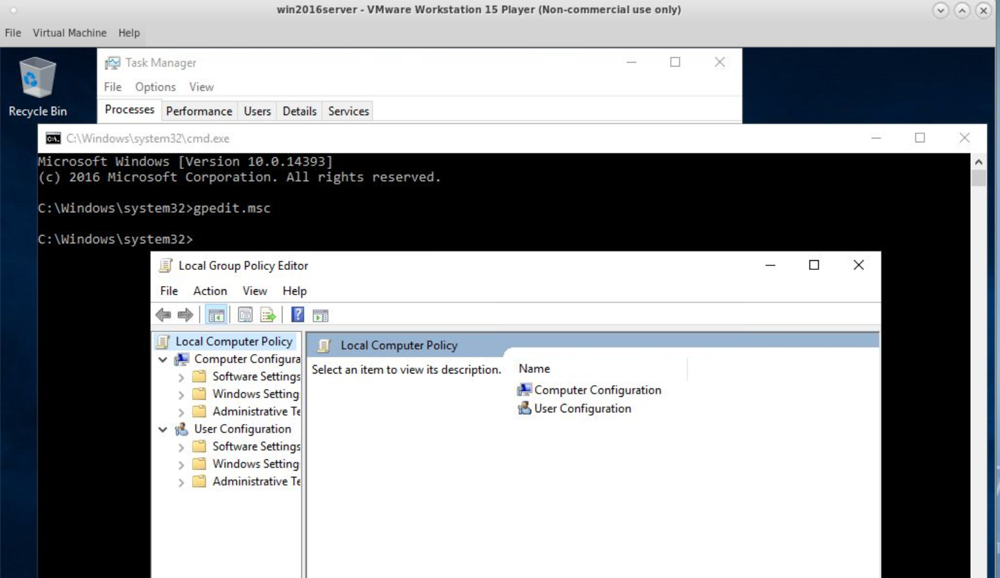 win2016server - VMware Workstation 15 Player (Non-commercial use only)
File Virtual Machine Help
Recycle Bin
Task Manager
File Options View
Processes Performance Users Details Services
C:\Windows\system32\cmd.exe
Microsoft Windows [Version 10.0.14393]
(c) 2016 Microsoft Corporation. All rights reserved.
C:\Windows\system32>gpedit.msc
C:\Windows\system32>
Local Group Policy Editor
File Action View Help
Local Computer Policy
Computer Configura
Software Settings
Windows Setting
Administrative Te
User Configuration
Software Settings
Windows Setting
Administrative Te
Local Computer Policy
Select an item to view its description.
Name
Computer Configuration
User Configuration